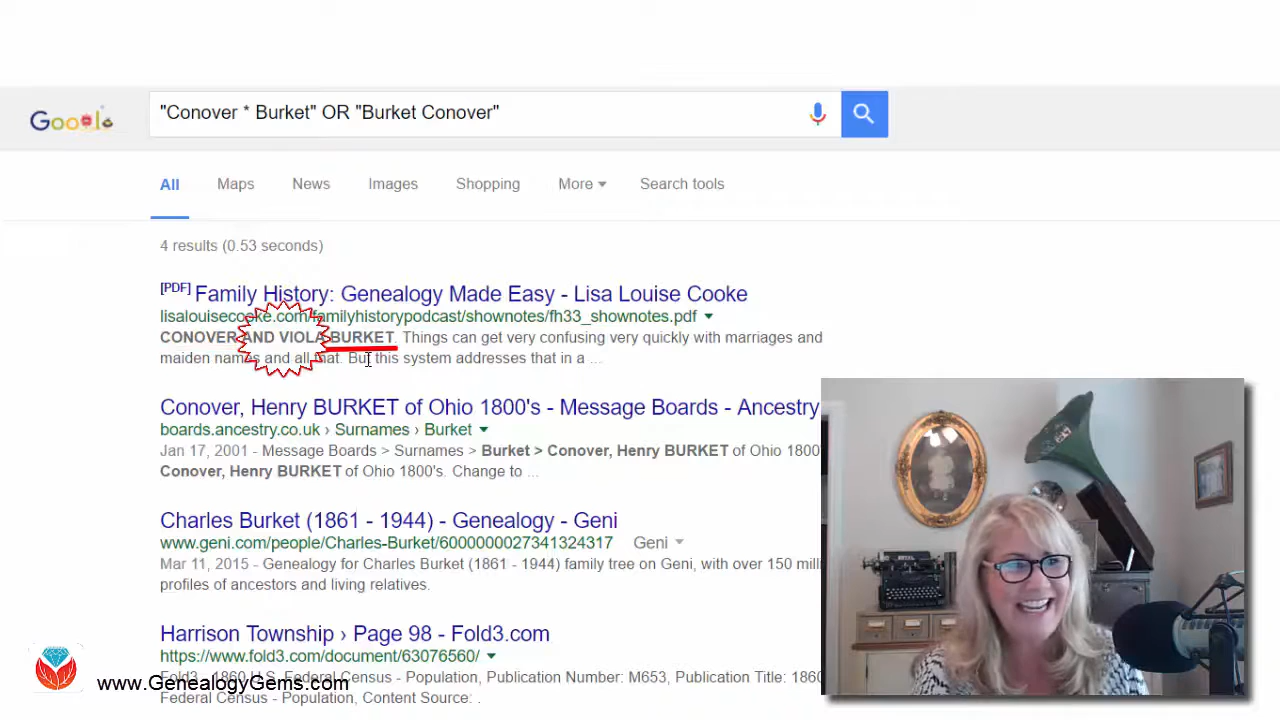 Google
"Conover * Burket" OR "Burket Conover"
All Maps News Images Shopping More Search tools
4 results (0.53 seconds)
[PDF] Family History: Genealogy Made Easy - Lisa Louise Cooke
lisalouisecooke.com/familyhistorypodcast/shownotes/fh33_shownotes.pdf
CONOVER AND VIOLA BURKET. Things can get very confusing very quickly with marriages and
maiden names and all that. But this system addresses that in a ...
Conover, Henry BURKET of Ohio 1800's - Message Boards - Ancestry
boards.ancestry.co.uk › Surnames › Burket
Jan 17, 2001 - Message Boards > Surnames > Burket > Conover, Henry BURKET of Ohio 1800'
Conover, Henry BURKET of Ohio 1800's. Change to ...
Charles Burket (1861 - 1944) - Genealogy - Geni
www.geni.com/people/Charles-Burket/6000000027341324317 Geni
Mar 11, 2015 - Genealogy for Charles Burket (1861 - 1944) family tree on Geni, with over 150 mill
profiles of ancestors and living relatives.
Harrison Township › Page 98 - Fold3.com
https://www.fold3.com/document/63076560/
Fold3 - 1860 U.S. Federal Census - Population, Publication Number: M653, Publication Title: 1860
Federal Census - Population, Content Source: .
www.GenealogyGems.com